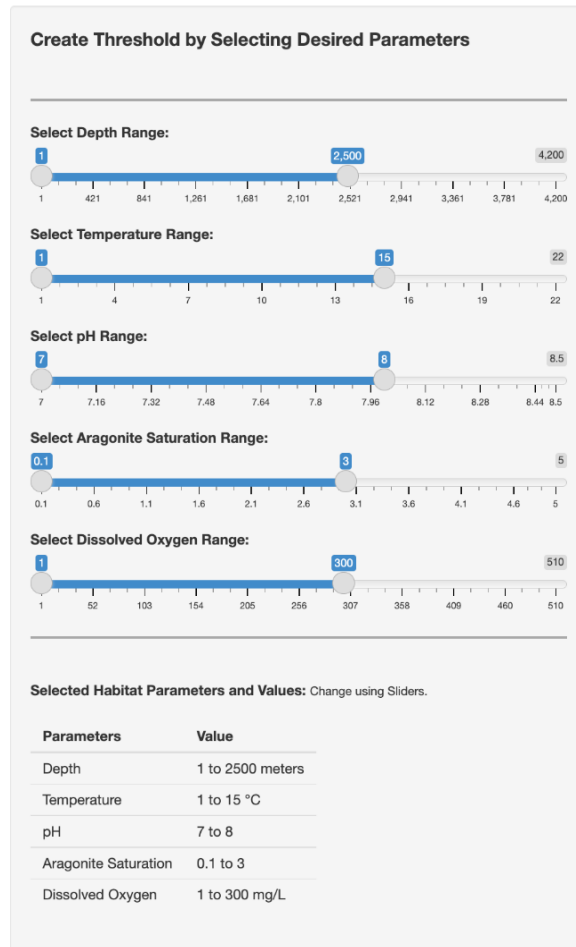 Create Threshold by Selecting Desired Parameters
Select Depth Range:
1 2,500 4,200
1 421 841 1,261 1,681 2,101 2,521 2,941 3,361 3,781 4,200
Select Temperature Range:
1 15 22
1 4 7 10 13 16 19 22
Select pH Range:
7 8 8.5
7 7.16 7.32 7.48 7.64 7.8 7.96 8.12 8.28 8.44 8.5
Select Aragonite Saturation Range:
0.1 3 5
0.1 0.6 1.1 1.6 2.1 2.6 3.1 3.6 4.1 4.6 5
Select Dissolved Oxygen Range:
1 300 510
1 52 103 154 205 256 307 358 409 460 510
Selected Habitat Parameters and Values: Change using Sliders.
Parameters Value
Depth 1 to 2500 meters
Temperature 1 to 15 °C
pH 7 to 8
Aragonite Saturation 0.1 to 3
Dissolved Oxygen 1 to 300 mg/L